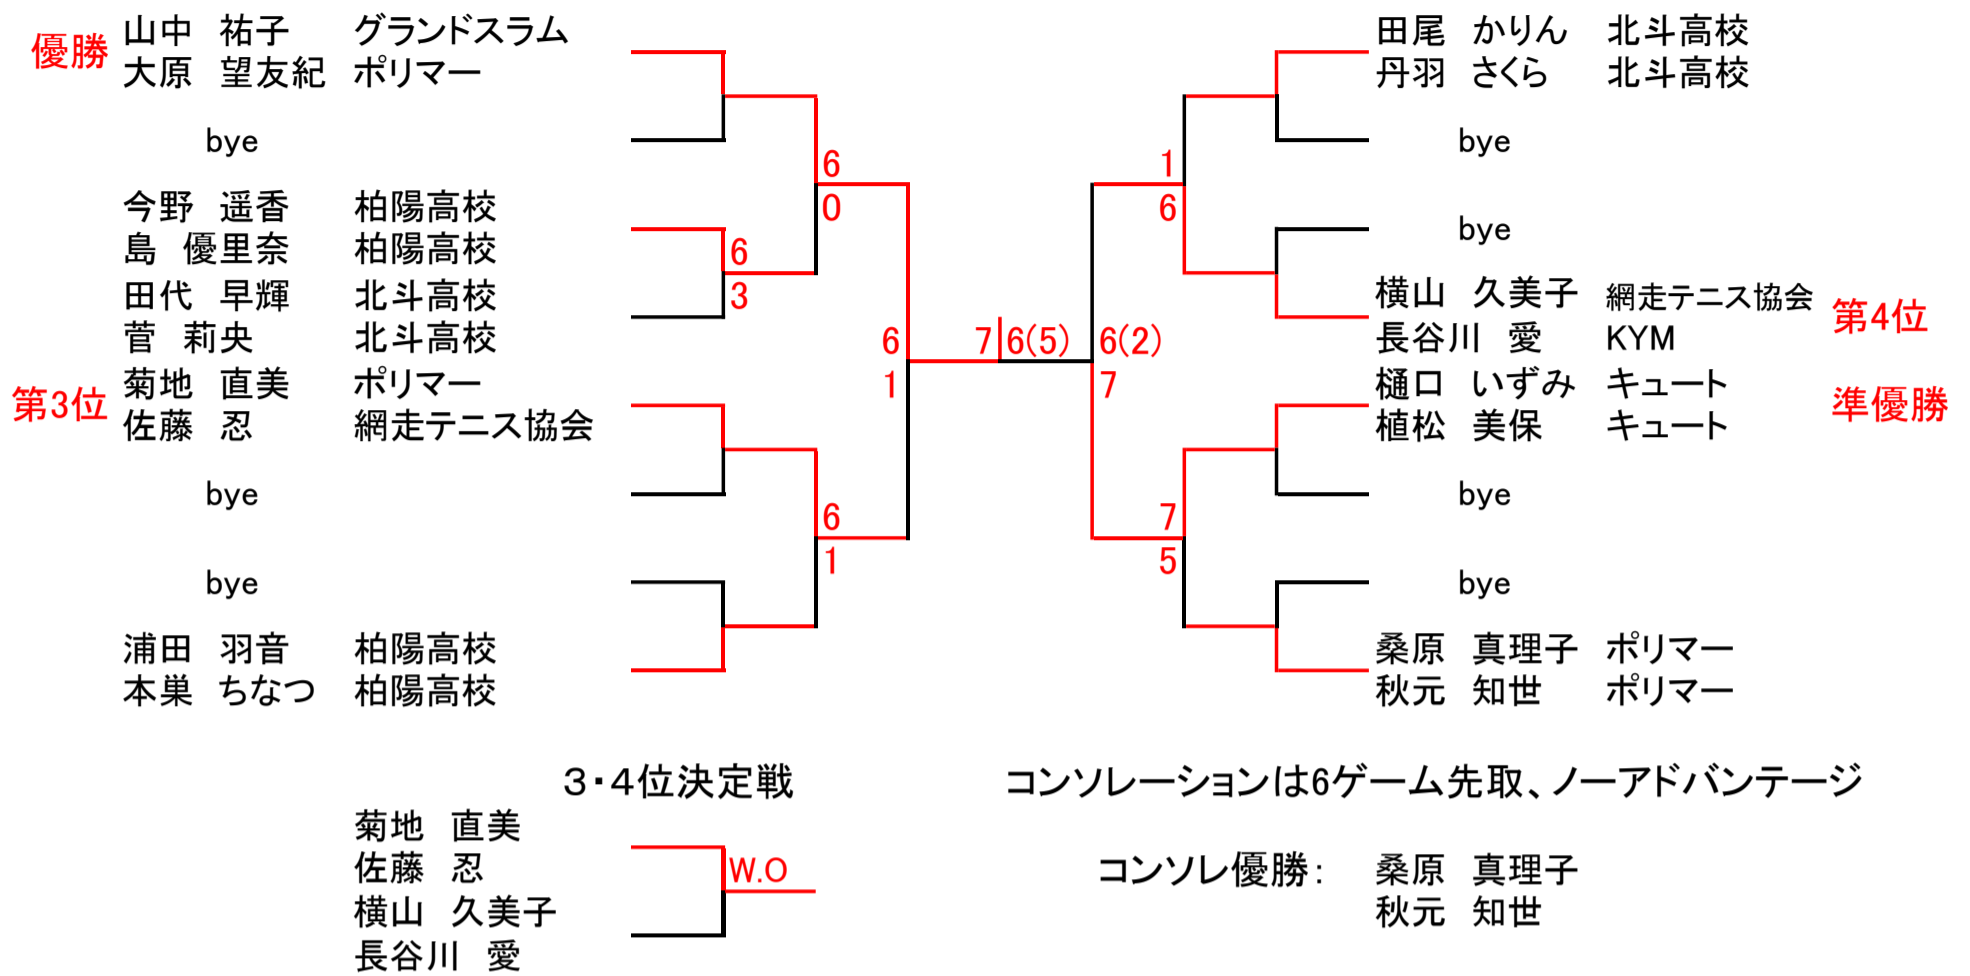 優勝
山中　祐子　グランドスラム
大原　望友紀　ポリマー
bye
6
0
今野　遥香　柏陽高校
島　優里奈　柏陽高校
6
3
田代　早輝　北斗高校
菅　莉央　北斗高校
第3位
菊地　直美　ポリマー
佐藤　忍　網走テニス協会
bye
6
1
bye
浦田　羽音　柏陽高校
本巣　ちなつ　柏陽高校
6
1
7 6(5)
6(2)
7
田尾　かりん　北斗高校
丹羽　さくら　北斗高校
bye
1
6
bye
横山　久美子　網走テニス協会
長谷川　愛　KYM
第4位
樋口　いずみ　キュート
植松　美保　キュート
準優勝
bye
7
5
bye
桑原　真理子　ポリマー
秋元　知世　ポリマー
3・4位決定戦
菊地　直美
佐藤　忍
W.O
横山　久美子
長谷川　愛
コンソレーションは6ゲーム先取、ノーアドバンテージ
コンソレ優勝：　桑原　真理子
秋元　知世